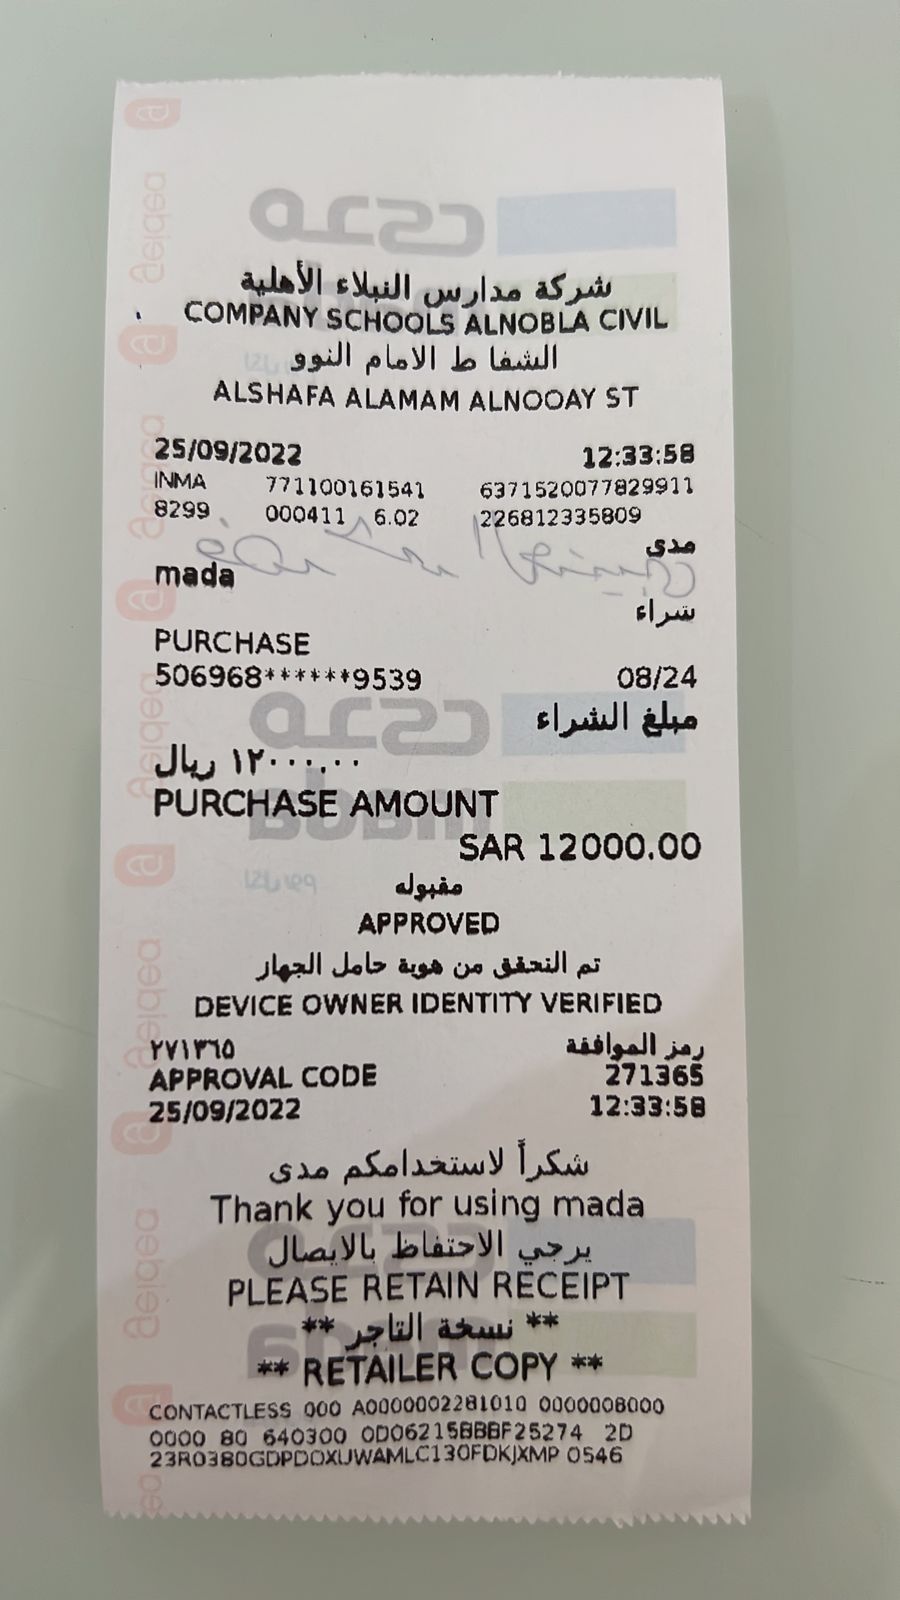 شركة مدارس النبلاء الأهلية
COMPANY SCHOOLS ALNOBLA CIVIL
الشفا ط الامام النوو
ALSHAFA ALAMAM ALNOOAY ST
25/09/2022 12:33:58
INMA 771100161541 6371520077829911
8299 000411 6.02 226812335809
مدى
mada
شراء
PURCHASE
506968******9539 08/24
مبلغ الشراء
١٢٠٠٠.٠٠ ريال
PURCHASE AMOUNT
SAR 12000.00
مقبوله
APPROVED
تم التحقق من هوية حامل الجهاز
DEVICE OWNER IDENTITY VERIFIED
رمز الموافقة ٢٧١٣٦٥
APPROVAL CODE 271365
25/09/2022 12:33:58
شكراً لاستخدامكم مدى
Thank you for using mada
يرجي الاحتفاظ بالايصال
PLEASE RETAIN RECEIPT
** نسخة التاجر **
** RETAILER COPY **
CONTACTLESS 000 A0000002281010 0000008000
0000 80 640300 0D06215BBBF25274 2D
23R0380GDPDOXUWAMLC130FDKJXMP 0546